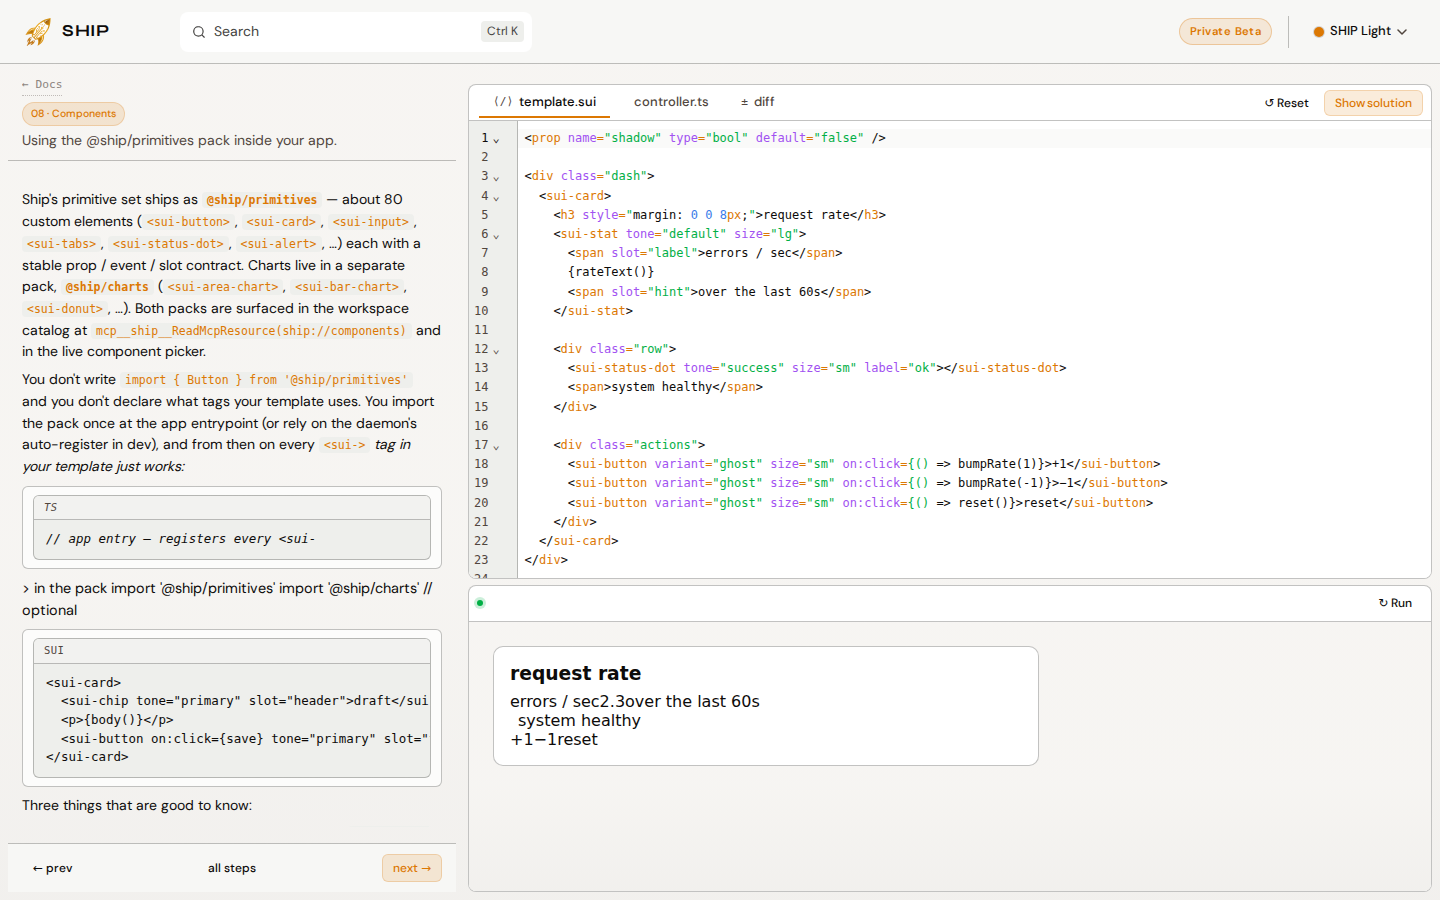 SHIP
Search
Ctrl K
Private Beta
SHIP Light
← Docs
08 · Components
Using the @ship/primitives pack inside your app.
Ship's primitive set ships as @ship/primitives — about 80
custom elements ( <sui-button> , <sui-card> , <sui-input> ,
<sui-tabs> , <sui-status-dot> , <sui-alert> , …) each with a
stable prop / event / slot contract. Charts live in a separate
pack, @ship/charts ( <sui-area-chart> , <sui-bar-chart> ,
<sui-donut> , …). Both packs are surfaced in the workspace
catalog at mcp__ship__ReadMcpResource(ship://components) and
in the live component picker.
You don't write import { Button } from '@ship/primitives'
and you don't declare what tags your template uses. You import
the pack once at the app entrypoint (or rely on the daemon's
auto-register in dev), and from then on every <sui-> tag in
your template just works:
TS
// app entry — registers every <sui-
> in the pack import '@ship/primitives' import '@ship/charts' //
optional
SUI
<sui-card>
<sui-chip tone="primary" slot="header">draft</sui
<p>{body()}</p>
<sui-button on:click={save} tone="primary" slot="
</sui-card>
Three things that are good to know:
← prev
all steps
next →
⟨/⟩ template.sui
controller.ts
± diff
↺ Reset
Show solution
1 <prop name="shadow" type="bool" default="false" />
2
3 <div class="dash">
4 <sui-card>
5 <h3 style="margin: 0 0 8px;">request rate</h3>
6 <sui-stat tone="default" size="lg">
7 <span slot="label">errors / sec</span>
8 {rateText()}
9 <span slot="hint">over the last 60s</span>
10 </sui-stat>
11
12 <div class="row">
13 <sui-status-dot tone="success" size="sm" label="ok"></sui-status-dot>
14 <span>system healthy</span>
15 </div>
16
17 <div class="actions">
18 <sui-button variant="ghost" size="sm" on:click={() => bumpRate(1)}>+1</sui-button>
19 <sui-button variant="ghost" size="sm" on:click={() => bumpRate(-1)}>−1</sui-button>
20 <sui-button variant="ghost" size="sm" on:click={() => reset()}>reset</sui-button>
21 </div>
22 </sui-card>
23 </div>
24
↻ Run
request rate
errors / sec2.3over the last 60s
system healthy
+1−1reset